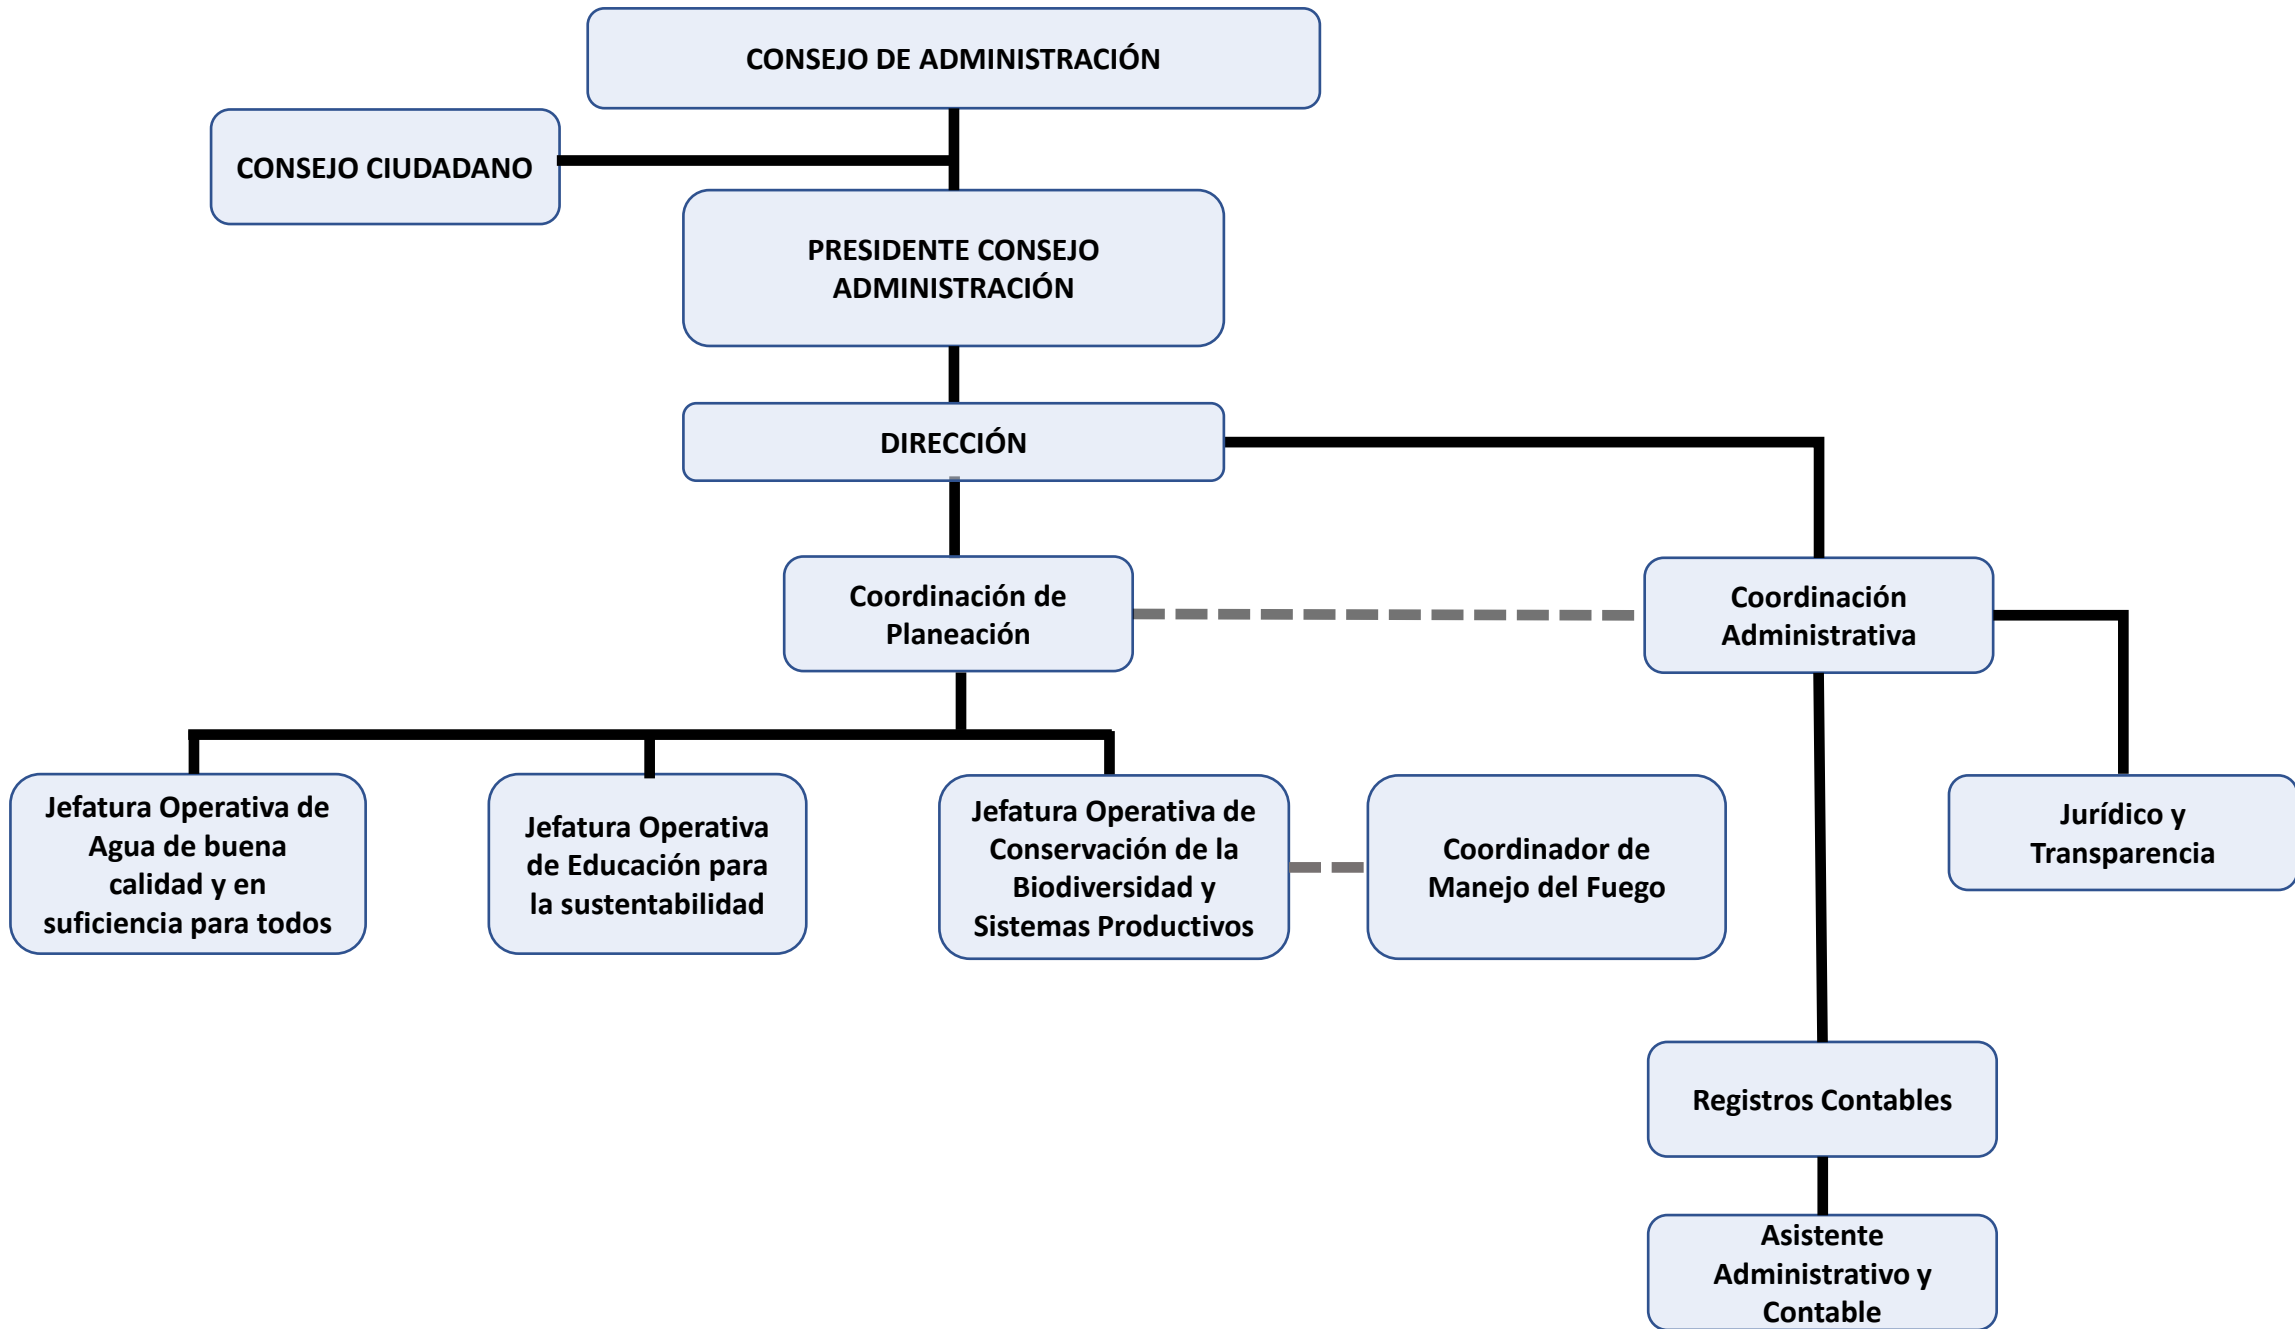 CONSEJO DE ADMINISTRACIÓN
CONSEJO CIUDADANO
PRESIDENTE CONSEJO
ADMINISTRACIÓN
DIRECCIÓN
Coordinación de
Planeación
Coordinación
Administrativa
Jefatura Operativa de
Agua de buena
calidad y en
suficiencia para todos
Jefatura Operativa
de Educación para
la sustentabilidad
Jefatura Operativa de
Conservación de la
Biodiversidad y
Sistemas Productivos
Coordinador de
Manejo del Fuego
Jurídico y
Transparencia
Registros Contables
Asistente
Administrativo y
Contable